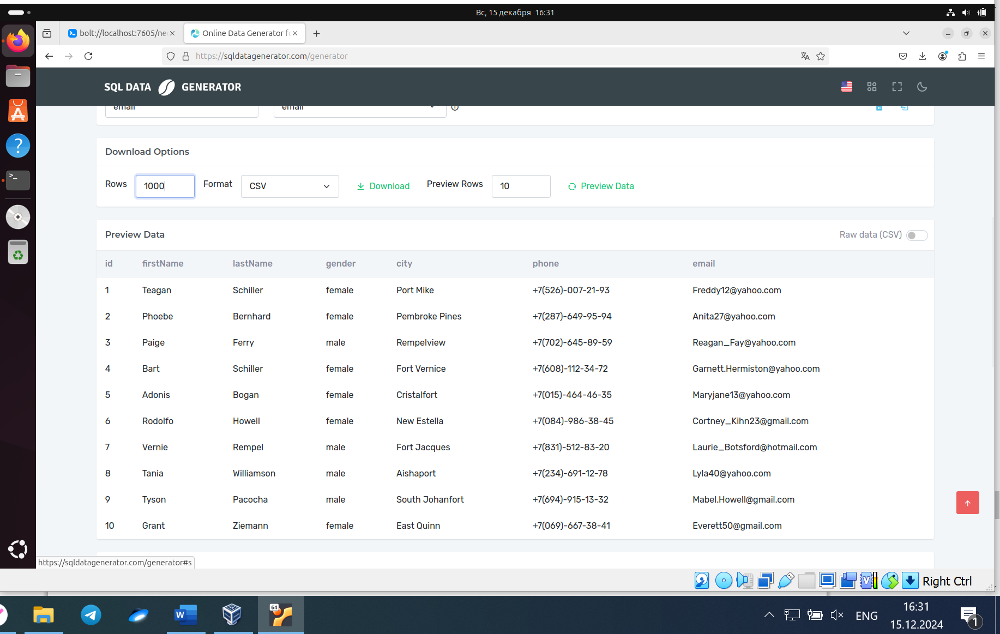 Вс, 15 декабря 16:31
bolt://localhost:7605/neo
Online Data Generator fo
https://sqldatagenerator.com/generator
SQL DATA GENERATOR
email email
Download Options
Rows 1000 Format CSV Download Preview Rows 10 Preview Data
Preview Data Raw data (CSV)
id firstName lastName gender city phone email
1 Teagan Schiller female Port Mike +7(526)-007-21-93 Freddy12@yahoo.com
2 Phoebe Bernhard female Pembroke Pines +7(287)-649-95-94 Anita27@yahoo.com
3 Paige Ferry male Rempelview +7(702)-645-89-59 Reagan_Fay@yahoo.com
4 Bart Schiller female Fort Vernice +7(608)-112-34-72 Garnett.Hermiston@yahoo.com
5 Adonis Bogan female Cristalfort +7(015)-464-46-35 Maryjane13@yahoo.com
6 Rodolfo Howell female New Estella +7(084)-986-38-45 Cortney_Kihn23@gmail.com
7 Vernie Rempel male Fort Jacques +7(831)-512-83-20 Laurie_Botsford@hotmail.com
8 Tania Williamson male Aishaport +7(234)-691-12-78 Lyla40@yahoo.com
9 Tyson Pacocha male South Johanfort +7(694)-915-13-32 Mabel.Howell@gmail.com
10 Grant Ziemann female East Quinn +7(069)-667-38-41 Everett50@gmail.com
https://sqldatagenerator.com/generator#s
Right Ctrl
64
ENG
16:31
15.12.2024
1